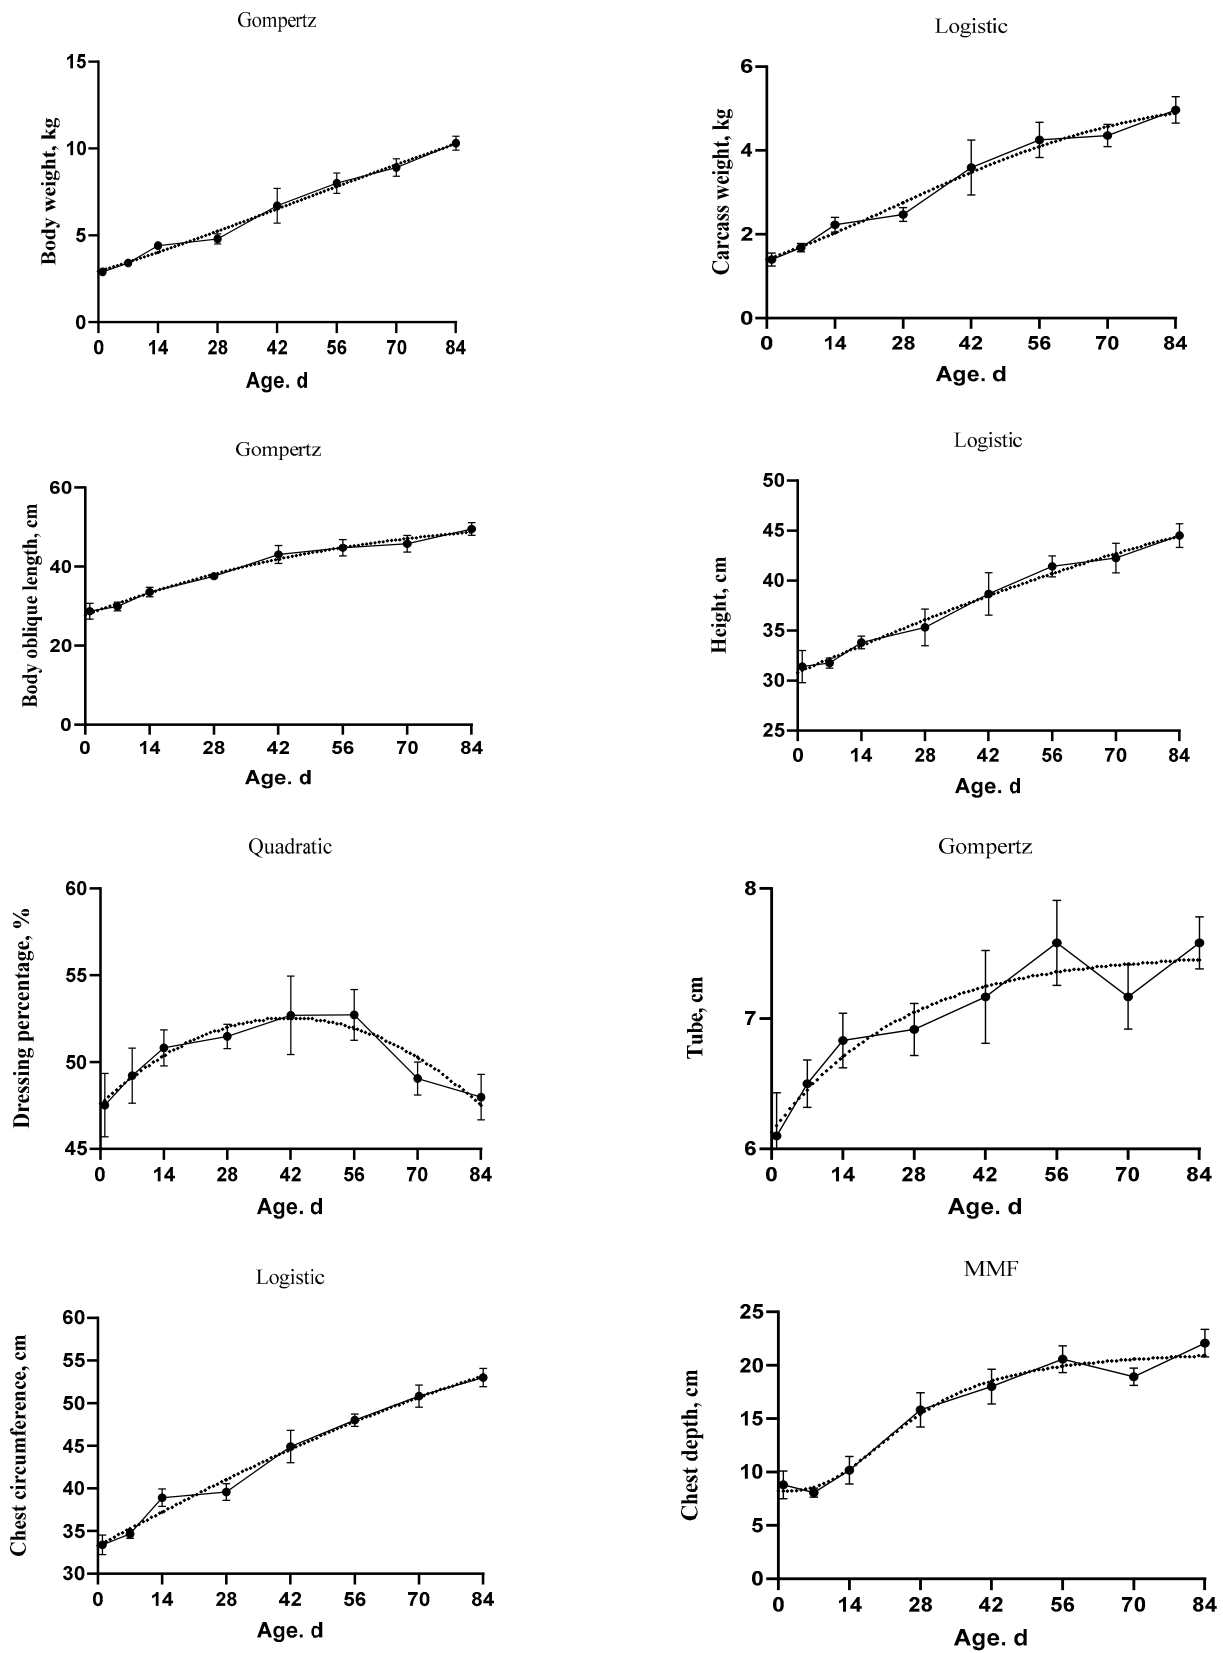 Gompertz
Body weight, kg
15
10
5
0
0 14 28 42 56 70 84
Age. d
Logistic
Carcass weight, kg
6
4
2
0
0 14 28 42 56 70 84
Age. d
Gompertz
Body oblique length, cm
60
40
20
0
0 14 28 42 56 70 84
Age. d
Logistic
Height, cm
50
45
40
35
30
25
0 14 28 42 56 70 84
Age. d
Quadratic
Dressing percentage, %
60
55
50
45
0 14 28 42 56 70 84
Age. d
Gompertz
Tube, cm
8
7
6
0 14 28 42 56 70 84
Age. d
Logistic
Chest circumference, cm
60
55
50
45
40
35
30
0 14 28 42 56 70 84
Age. d
MMF
Chest depth, cm
25
20
15
10
5
0
0 14 28 42 56 70 84
Age. d